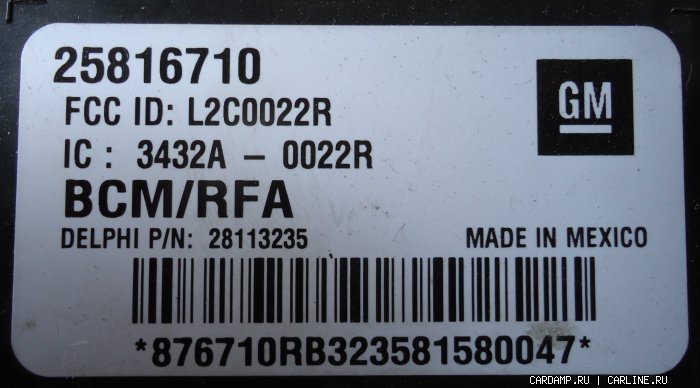 25816710
GM
FCC ID: L2C0022R
IC : 3432A - 0022R
BCM/RFA
DELPHI P/N: 28113235 MADE IN MEXICO
*876710RB323581580047*
CARDAMP.RU | CARLINE.RU